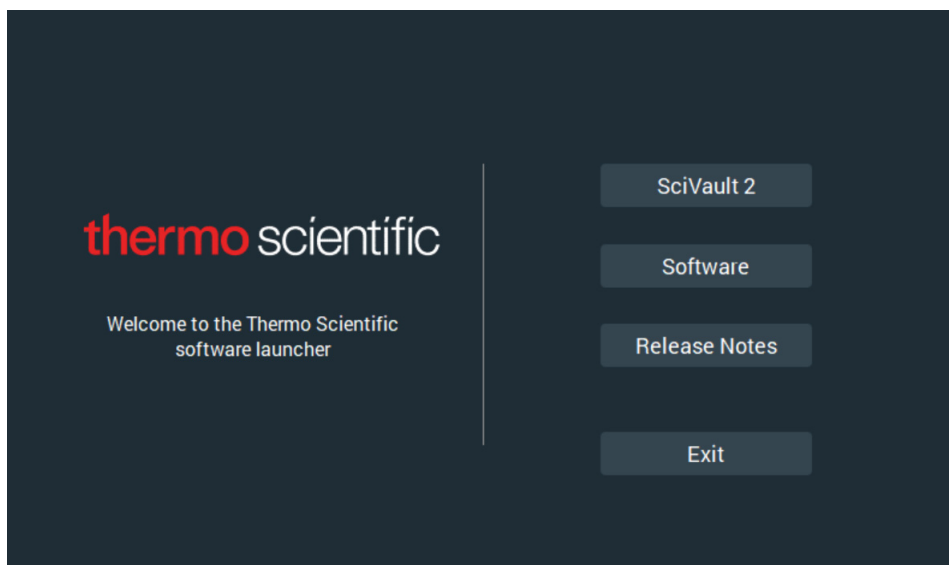 thermo scientific
Welcome to the Thermo Scientific
software launcher
SciVault 2
Software
Release Notes
Exit